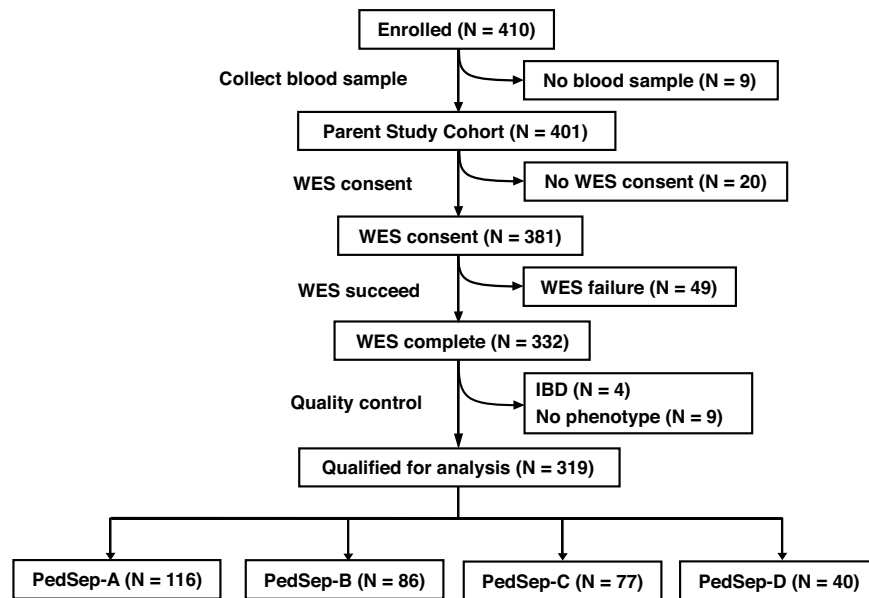 Enrolled (N = 410)
Collect blood sample
No blood sample (N = 9)
Parent Study Cohort (N = 401)
WES consent
No WES consent (N = 20)
WES consent (N = 381)
WES succeed
WES failure (N = 49)
WES complete (N = 332)
Quality control
IBD (N = 4)
No phenotype (N = 9)
Qualified for analysis (N = 319)
PedSep-A (N = 116)
PedSep-B (N = 86)
PedSep-C (N = 77)
PedSep-D (N = 40)